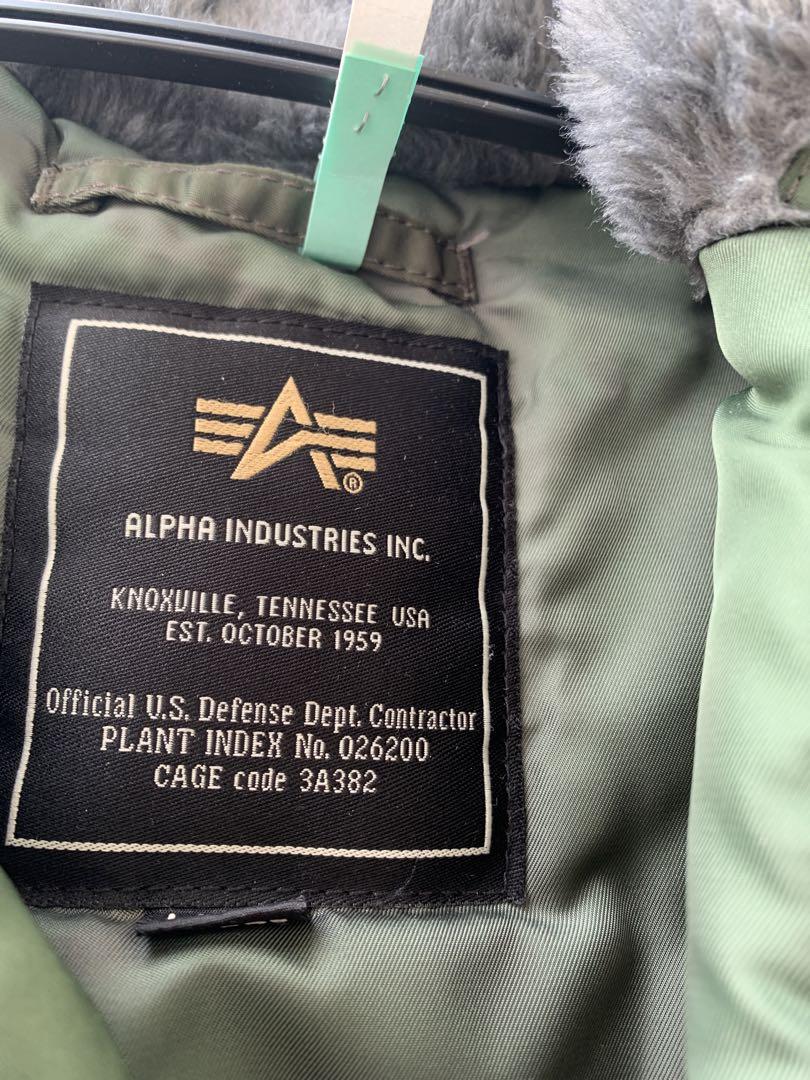 ®
ALPHA INDUSTRIES INC.
KNOXVILLE, TENNESSEE USA
EST. OCTOBER 1959
Official U.S. Defense Dept. Contractor
PLANT INDEX No. 026200
CAGE code 3A382